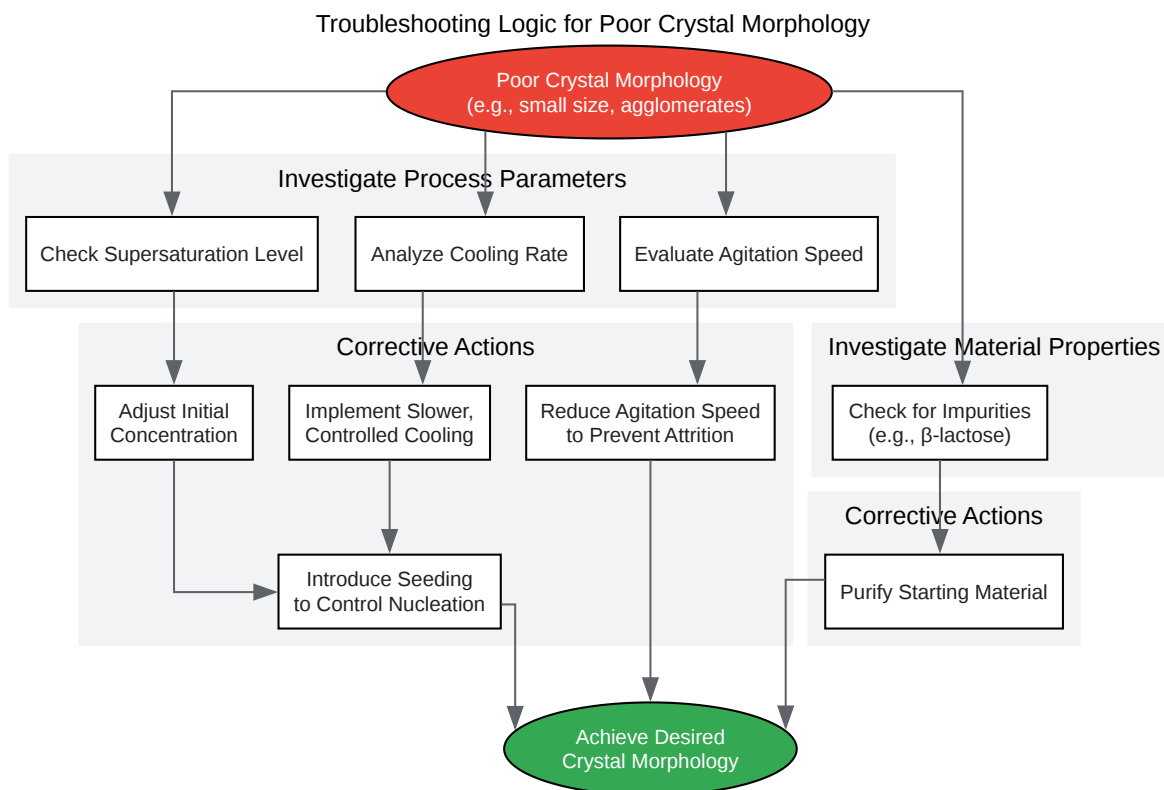 Troubleshooting Logic for Poor Crystal Morphology
Poor Crystal Morphology
(e.g., small size, agglomerates)
Investigate Process Parameters
Check Supersaturation Level
Analyze Cooling Rate
Evaluate Agitation Speed
Corrective Actions
Investigate Material Properties
Adjust Initial
Concentration
Implement Slower,
Controlled Cooling
Reduce Agitation Speed
to Prevent Attrition
Check for Impurities
(e.g., β-lactose)
Corrective Actions
Introduce Seeding
to Control Nucleation
Purify Starting Material
Achieve Desired
Crystal Morphology